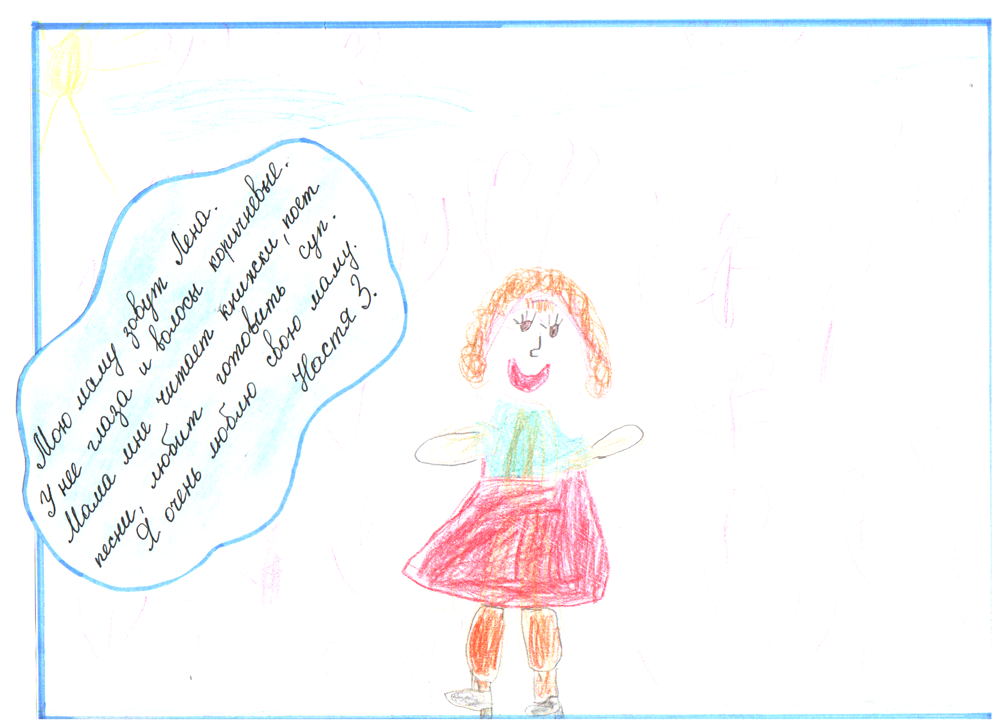 Мою маму зовут Лена.
У нее глаза и волосы коричневые.
Мама мне читает книжски, поет
песни, любит готовить суп.
Я очень люблю свою маму.
Настя З.